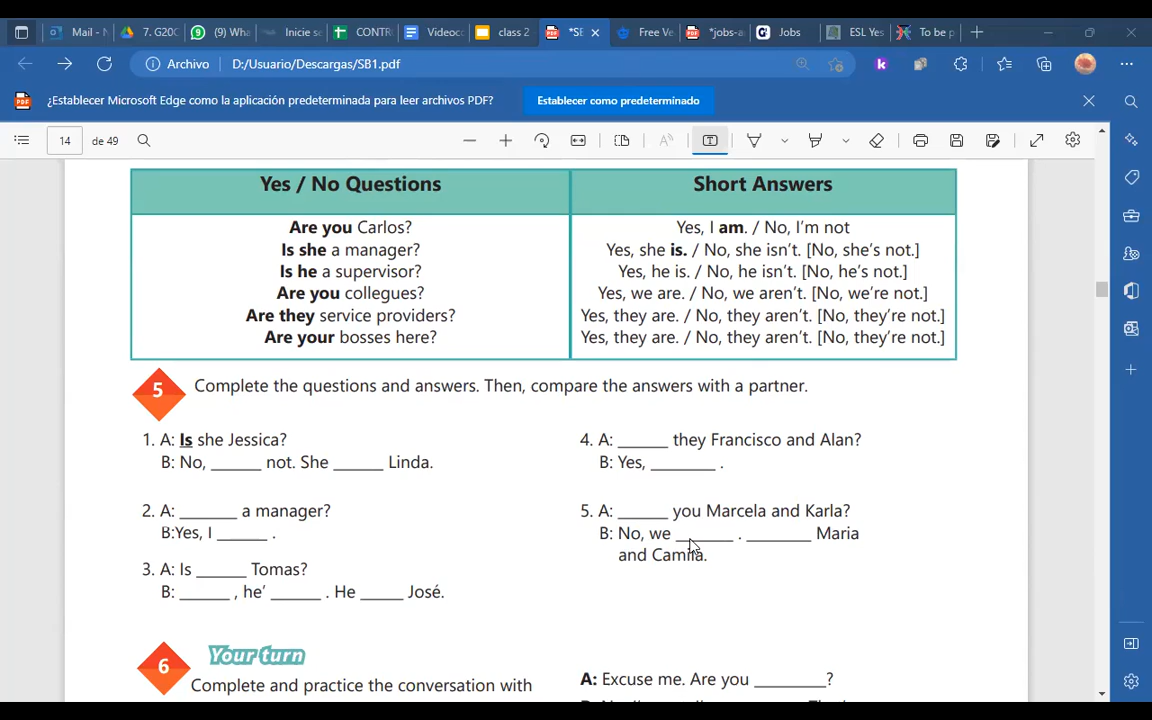 Mail - N
7. G20C
(9) Wha
Inicie se
CONTR
Videoco
class 2
*SB
Free Ve
*jobs-a
Jobs
ESL Yes
To be p
Archivo
D:/Usuario/Descargas/SB1.pdf
¿Establecer Microsoft Edge como la aplicación predeterminada para leer archivos PDF?
Establecer como predeterminado
14
de 49
Yes / No Questions
Short Answers
Are you Carlos?
Yes, I am. / No, I'm not
Is she a manager?
Yes, she is. / No, she isn't. [No, she's not.]
Is he a supervisor?
Yes, he is. / No, he isn't. [No, he's not.]
Are you collegues?
Yes, we are. / No, we aren't. [No, we're not.]
Are they service providers?
Yes, they are. / No, they aren't. [No, they're not.]
Are your bosses here?
Yes, they are. / No, they aren't. [No, they're not.]
5
Complete the questions and answers. Then, compare the answers with a partner.
1. A: Is she Jessica?
B: No, ______ not. She ______ Linda.
2. A: _______ a manager?
B:Yes, I ______ .
3. A: Is ______ Tomas?
B: ______ , he' ______ . He _____ José.
4. A: ______ they Francisco and Alan?
B: Yes, ________ .
5. A: ______ you Marcela and Karla?
B: No, we _______ . ________ Maria
and Camila.
6
Your turn
Complete and practice the conversation with
A: Excuse me. Are you _________?